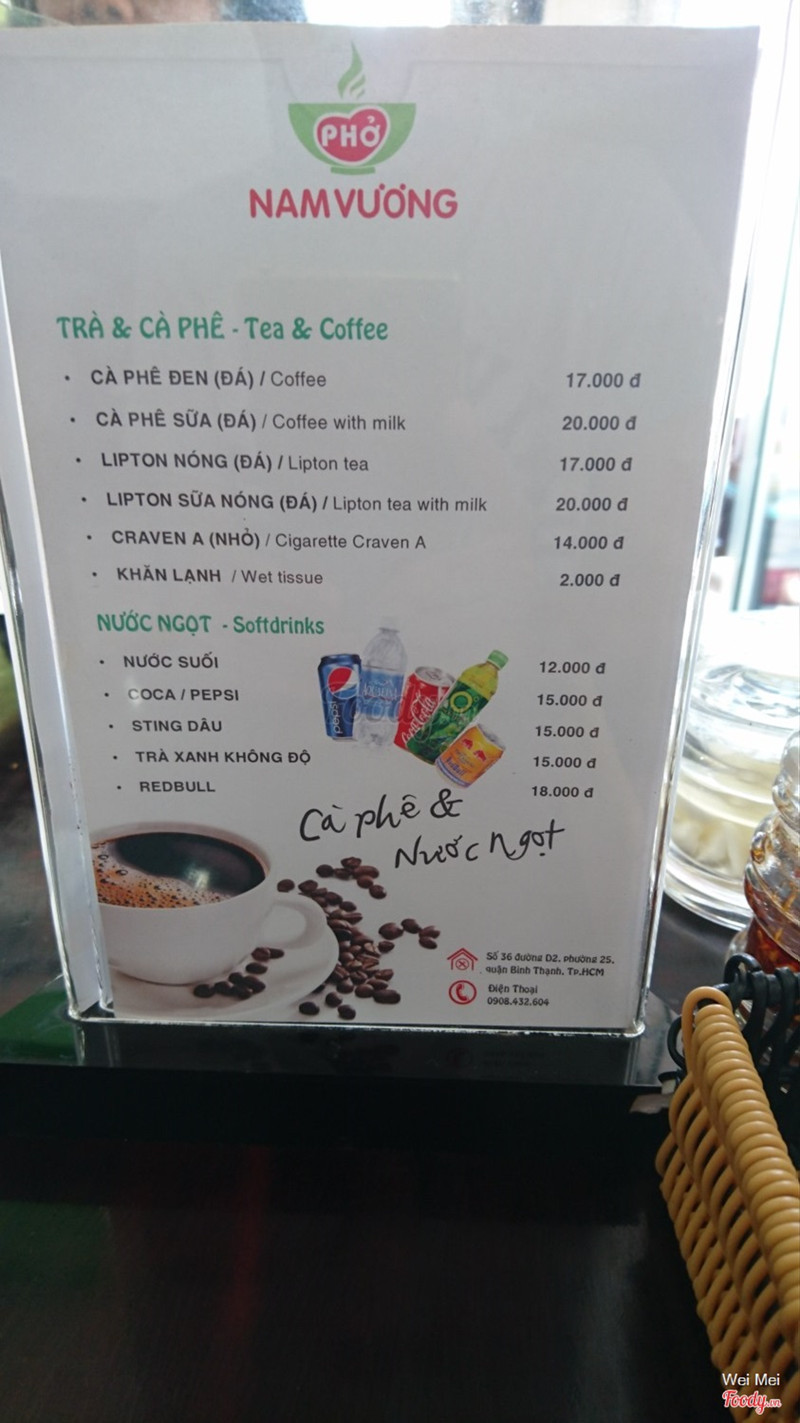 PHỞ
NAM VƯƠNG
TRÀ & CÀ PHÊ - Tea & Coffee
• CÀ PHÊ ĐEN (ĐÁ) / Coffee 17.000 đ
• CÀ PHÊ SỮA (ĐÁ) / Coffee with milk 20.000 đ
• LIPTON NÓNG (ĐÁ) / Lipton tea 17.000 đ
• LIPTON SỮA NÓNG (ĐÁ) / Lipton tea with milk 20.000 đ
• CRAVEN A (NHỎ) / Cigarette Craven A 14.000 đ
• KHĂN LẠNH / Wet tissue 2.000 đ
NƯỚC NGỌT - Softdrinks
• NƯỚC SUỐI 12.000 đ
• COCA / PEPSI 15.000 đ
• STING DÂU 15.000 đ
• TRÀ XANH KHÔNG ĐỘ 15.000 đ
• REDBULL 18.000 đ
pepsi
Coca-Cola
Cà phê &
Nước ngọt
Số 36 đường D2, phường 25,
quận Bình Thạnh, Tp.HCM
Điện Thoại
0908.432.604
Wei Mei
Foody.vn